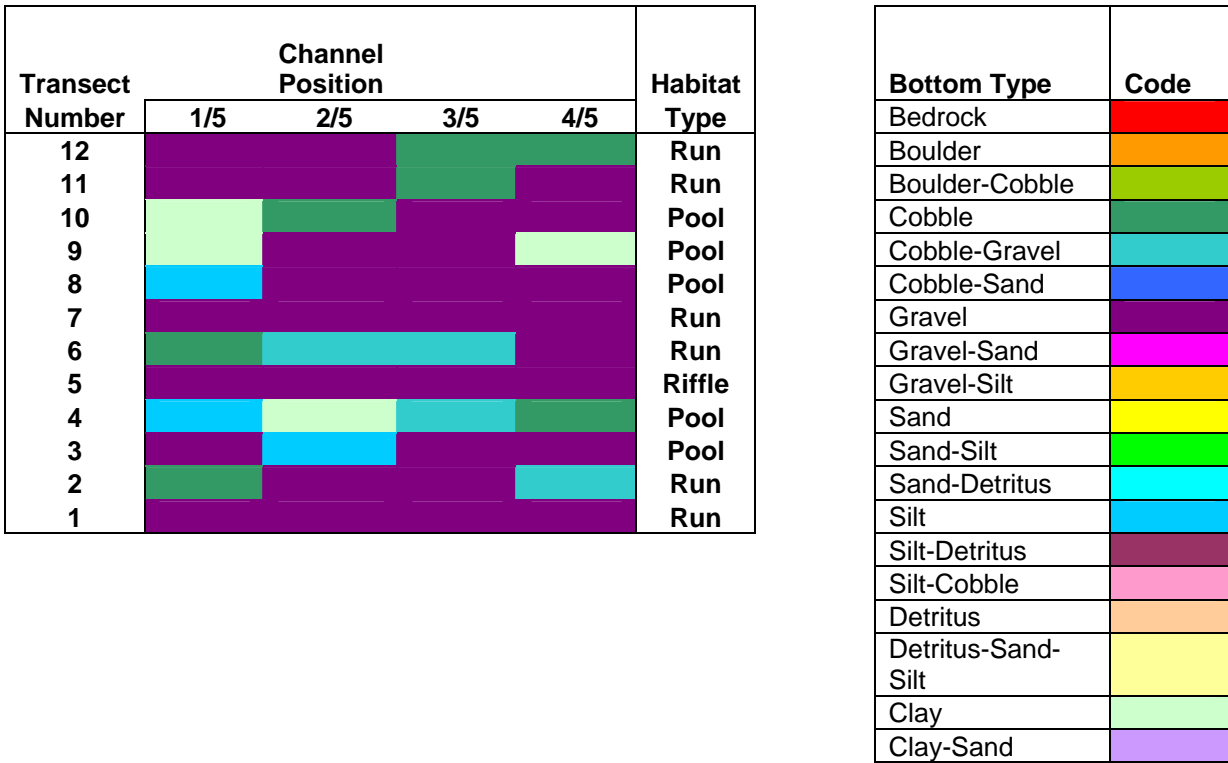 Channel
Transect Position Habitat
Number 1/5 2/5 3/5 4/5 Type
12 Run
11 Run
10 Pool
9 Pool
8 Pool
7 Run
6 Run
5 Riffle
4 Pool
3 Pool
2 Run
1 Run
Bottom Type Code
Bedrock
Boulder
Boulder-Cobble
Cobble
Cobble-Gravel
Cobble-Sand
Gravel
Gravel-Sand
Gravel-Silt
Sand
Sand-Silt
Sand-Detritus
Silt
Silt-Detritus
Silt-Cobble
Detritus
Detritus-Sand-
Silt
Clay
Clay-Sand